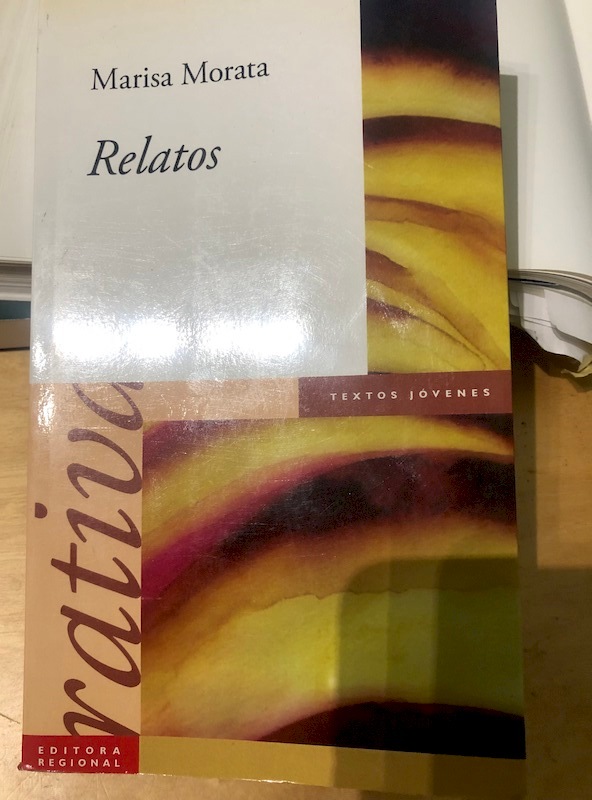 Marisa Morata
Relatos
TEXTOS JÓVENES
rativa
EDITORA
REGIONAL